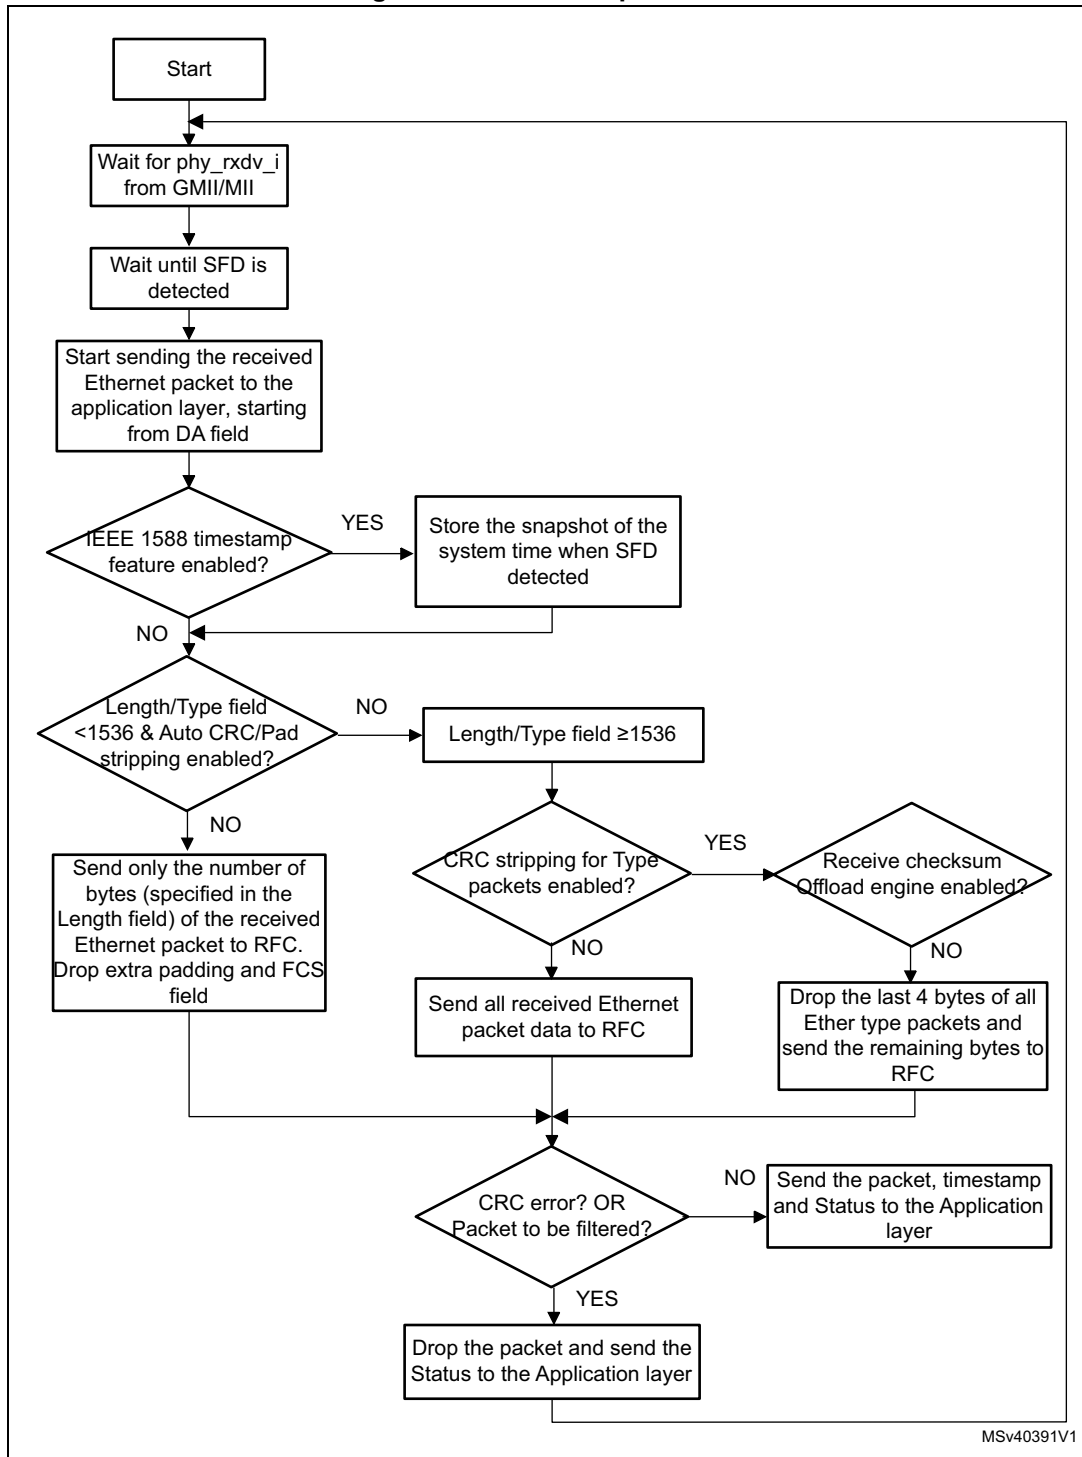 Start
Wait for phy_rxdv_i
from GMII/MII
Wait until SFD is
detected
Start sending the received
Ethernet packet to the
application layer, starting
from DA field
IEEE 1588 timestamp
feature enabled?
YES
Store the snapshot of the
system time when SFD
detected
NO
Length/Type field
<1536 & Auto CRC/Pad
stripping enabled?
NO
Length/Type field ≥1536
NO
Send only the number of
bytes (specified in the
Length field) of the received
Ethernet packet to RFC.
Drop extra padding and FCS
field
CRC stripping for Type
packets enabled?
YES
Receive checksum
Offload engine enabled?
NO
Send all received Ethernet
packet data to RFC
NO
Drop the last 4 bytes of all
Ether type packets and
send the remaining bytes to
RFC
CRC error? OR
Packet to be filtered?
NO
Send the packet, timestamp
and Status to the Application
layer
YES
Drop the packet and send the
Status to the Application layer
MSv40391V1